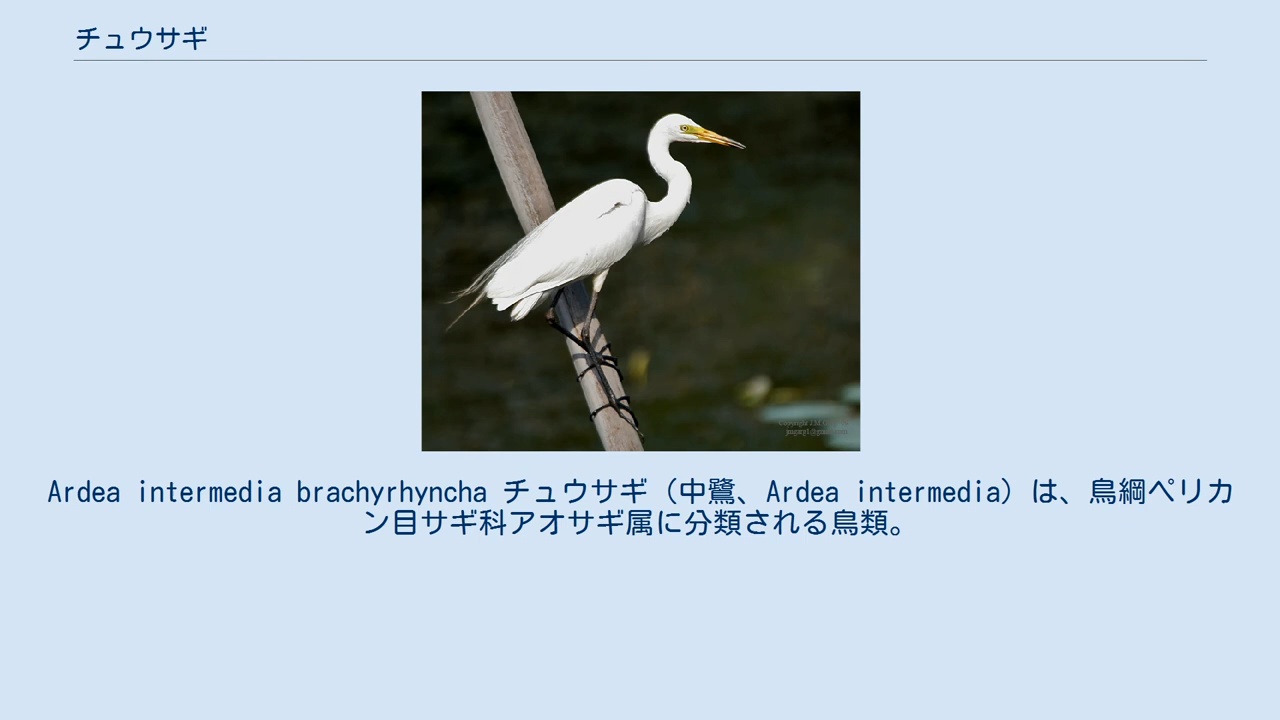 チュウサギ
Ardea intermedia brachyrhyncha チュウサギ（中鷺、Ardea intermedia）は、鳥綱ペリカ
ン目サギ科アオサギ属に分類される鳥類。